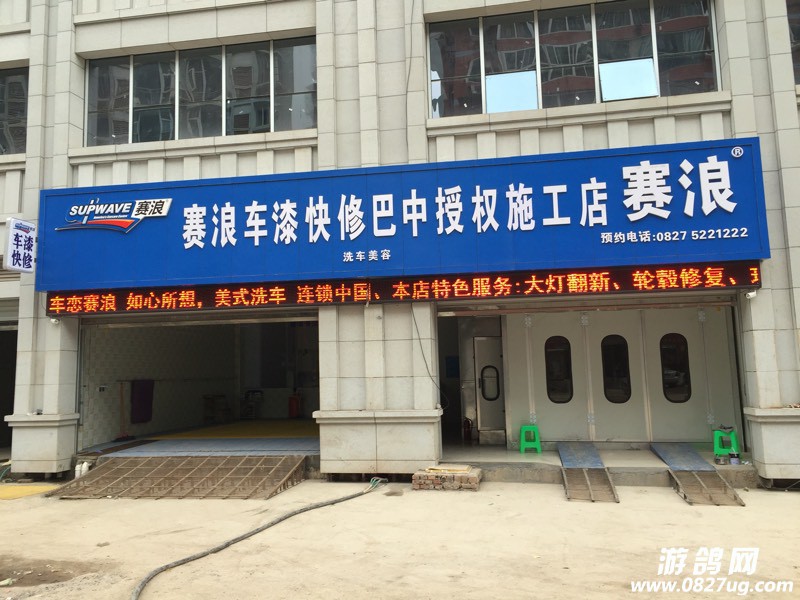 SUPWAVE 赛浪
赛浪车漆快修巴中授权施工店 赛浪®
洗车美容
预约电话:0827 5221222
车漆
快修
车恋赛浪 如心所想，美式洗车 连锁中国、本店特色服务:大灯翻新、轮毂修复、
游鸽网
www.0827ug.com